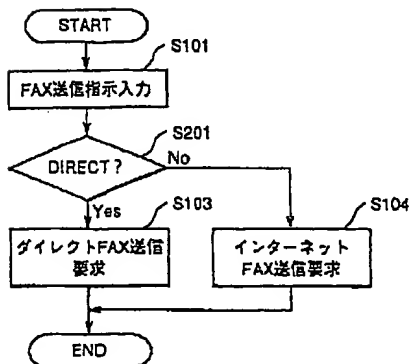 START
S101
FAX送信指示入力
S201
DIRECT?
No
Yes
S103
S104
ダイレクトFAX送信
要求
インターネット
FAX送信要求
END